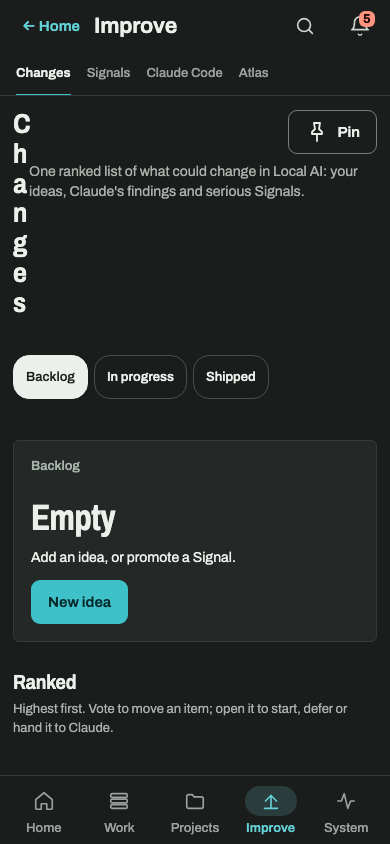 ← Home Improve 5
Changes Signals Claude Code Atlas
Changes
Pin
One ranked list of what could change in Local AI: your
ideas, Claude's findings and serious Signals.
Backlog In progress Shipped
Backlog
Empty
Add an idea, or promote a Signal.
New idea
Ranked
Highest first. Vote to move an item; open it to start, defer or
hand it to Claude.
Home Work Projects Improve System